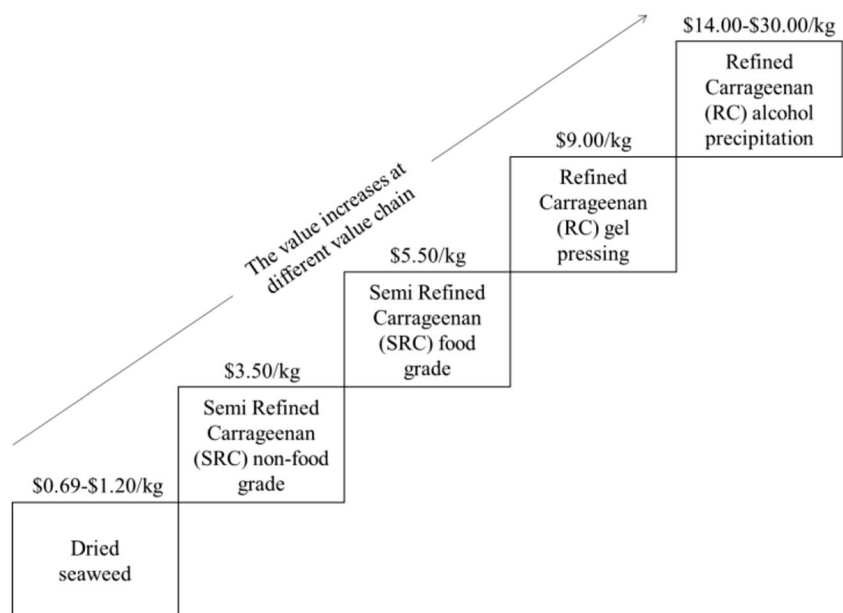 $14.00-$30.00/kg
Refined
Carrageenan
(RC) alcohol
precipitation
$9.00/kg
Refined
Carrageenan
(RC) gel
pressing
The value increases at
different value chain
$5.50/kg
Semi Refined
Carrageenan
(SRC) food
grade
$3.50/kg
Semi Refined
Carrageenan
(SRC) non-food
grade
$0.69-$1.20/kg
Dried
seaweed